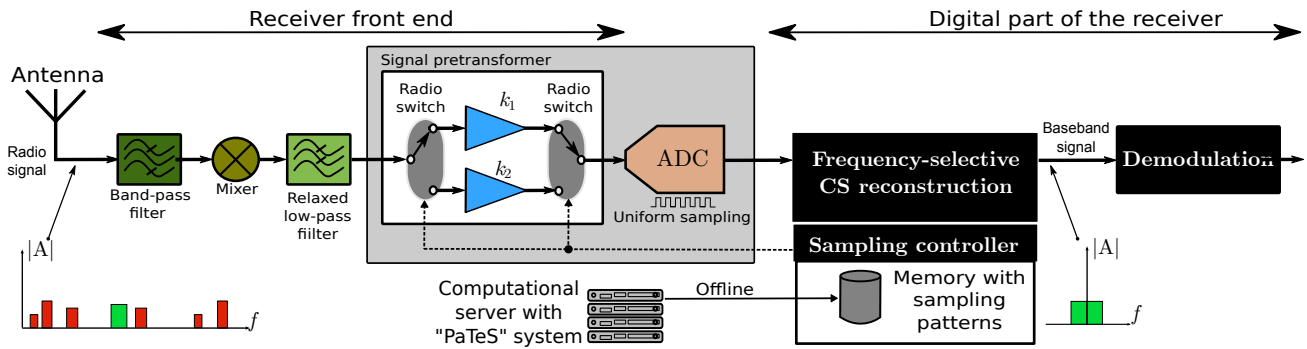 Receiver front end
Digital part of the receiver
Antenna
Radio
signal
Band-pass
filter
Mixer
Relaxed
low-pass
fiilter
Signal pretransformer
Radio
switch
k1
k2
Radio
switch
ADC
Uniform sampling
Frequency-selective
CS reconstruction
Baseband
signal
Demodulation
Sampling controller
Memory with
sampling
patterns
Offline
Computational
server with
"PaTeS" system
|A|
f
|A|
f